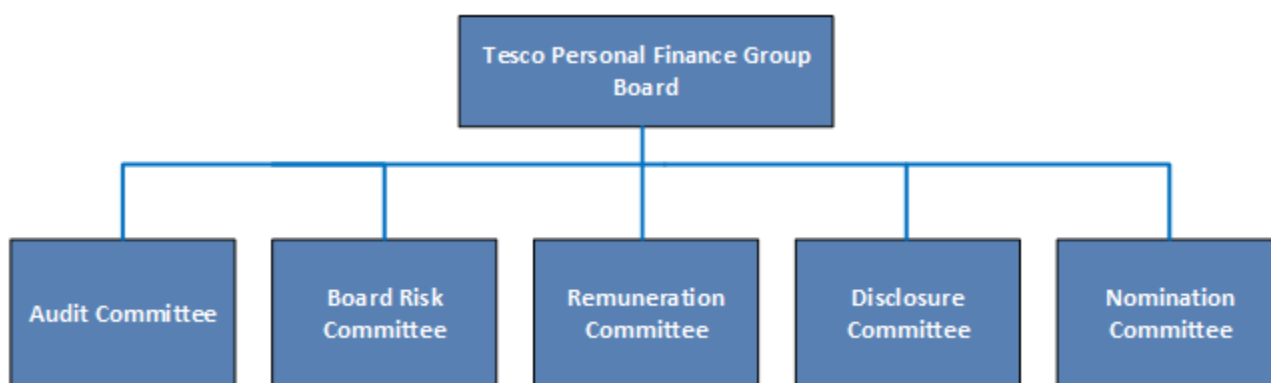 Tesco Personal Finance Group
Board
Audit Committee
Board Risk
Committee
Remuneration
Committee
Disclosure
Committee
Nomination
Committee